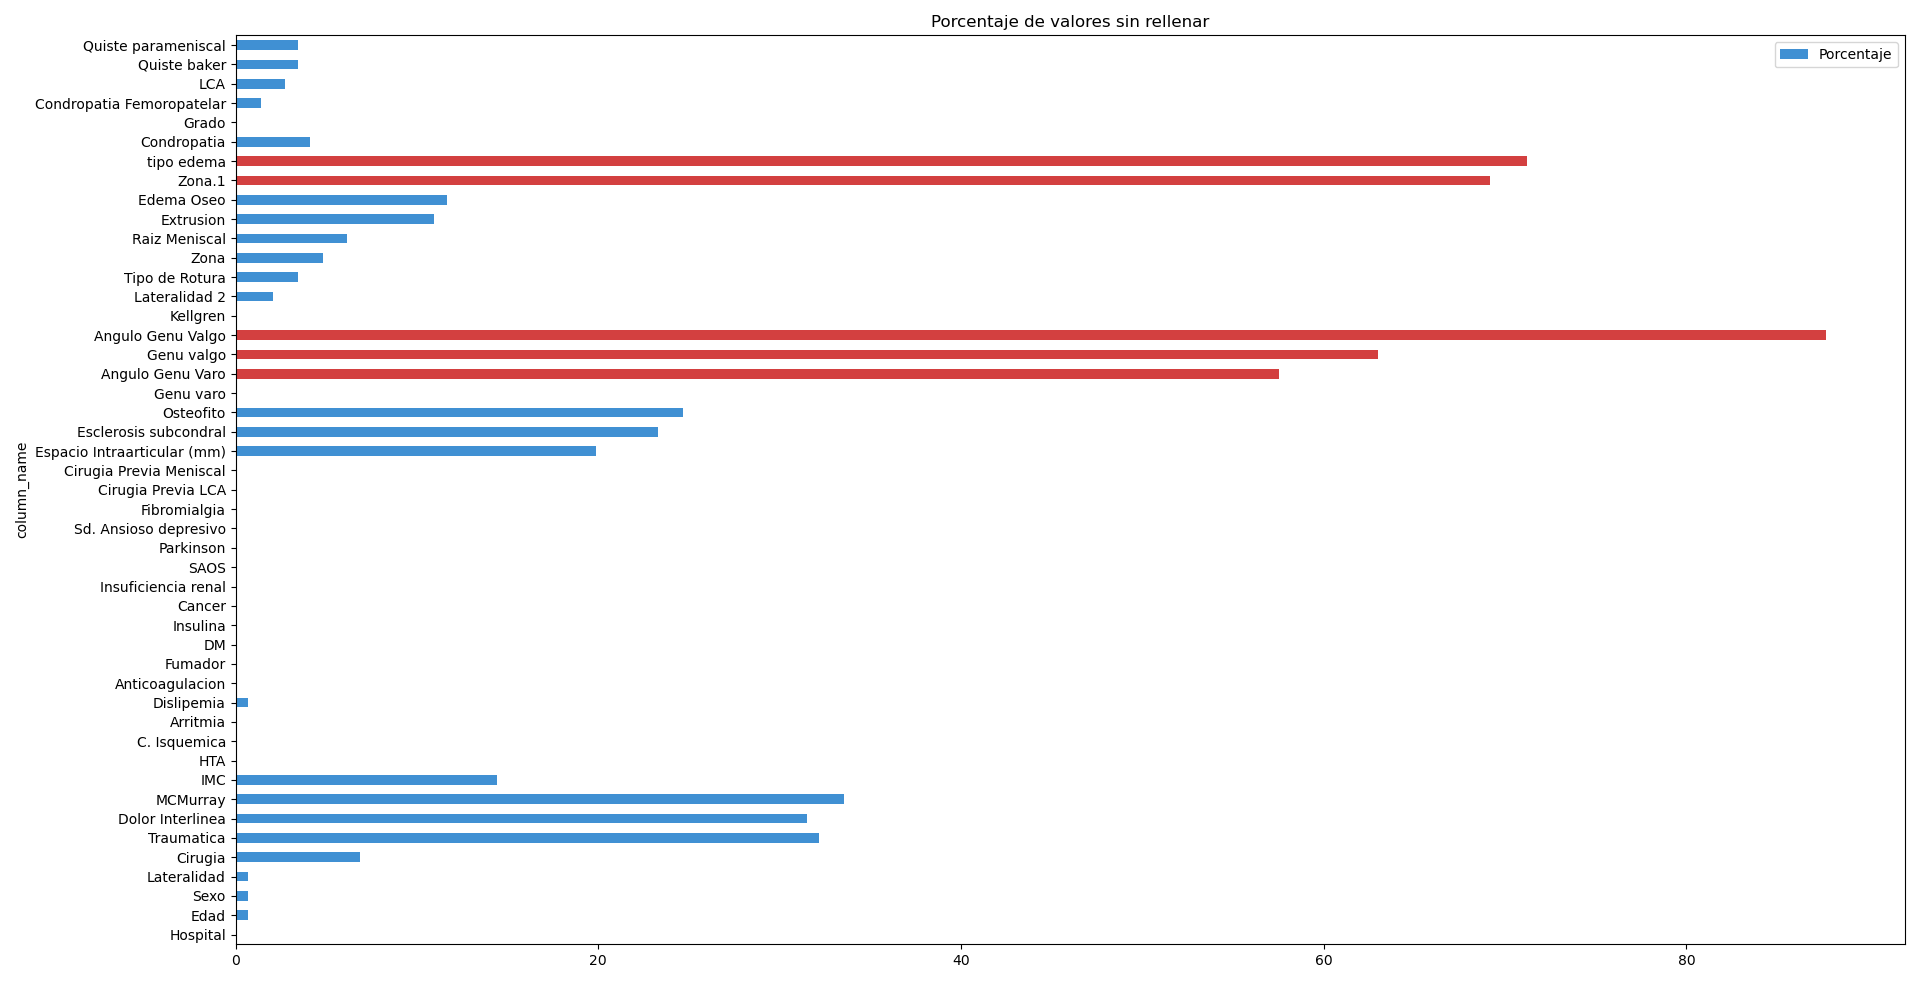 Porcentaje de valores sin rellenar
Porcentaje
column_name
Quiste parameniscal
Quiste baker
LCA
Condropatia Femoropatelar
Grado
Condropatia
tipo edema
Zona.1
Edema Oseo
Extrusion
Raiz Meniscal
Zona
Tipo de Rotura
Lateralidad 2
Kellgren
Angulo Genu Valgo
Genu valgo
Angulo Genu Varo
Genu varo
Osteofito
Esclerosis subcondral
Espacio Intraarticular (mm)
Cirugia Previa Meniscal
Cirugia Previa LCA
Fibromialgia
Sd. Ansioso depresivo
Parkinson
SAOS
Insuficiencia renal
Cancer
Insulina
DM
Fumador
Anticoagulacion
Dislipemia
Arritmia
C. Isquemica
HTA
IMC
MCMurray
Dolor Interlinea
Traumatica
Cirugia
Lateralidad
Sexo
Edad
Hospital
0 20 40 60 80